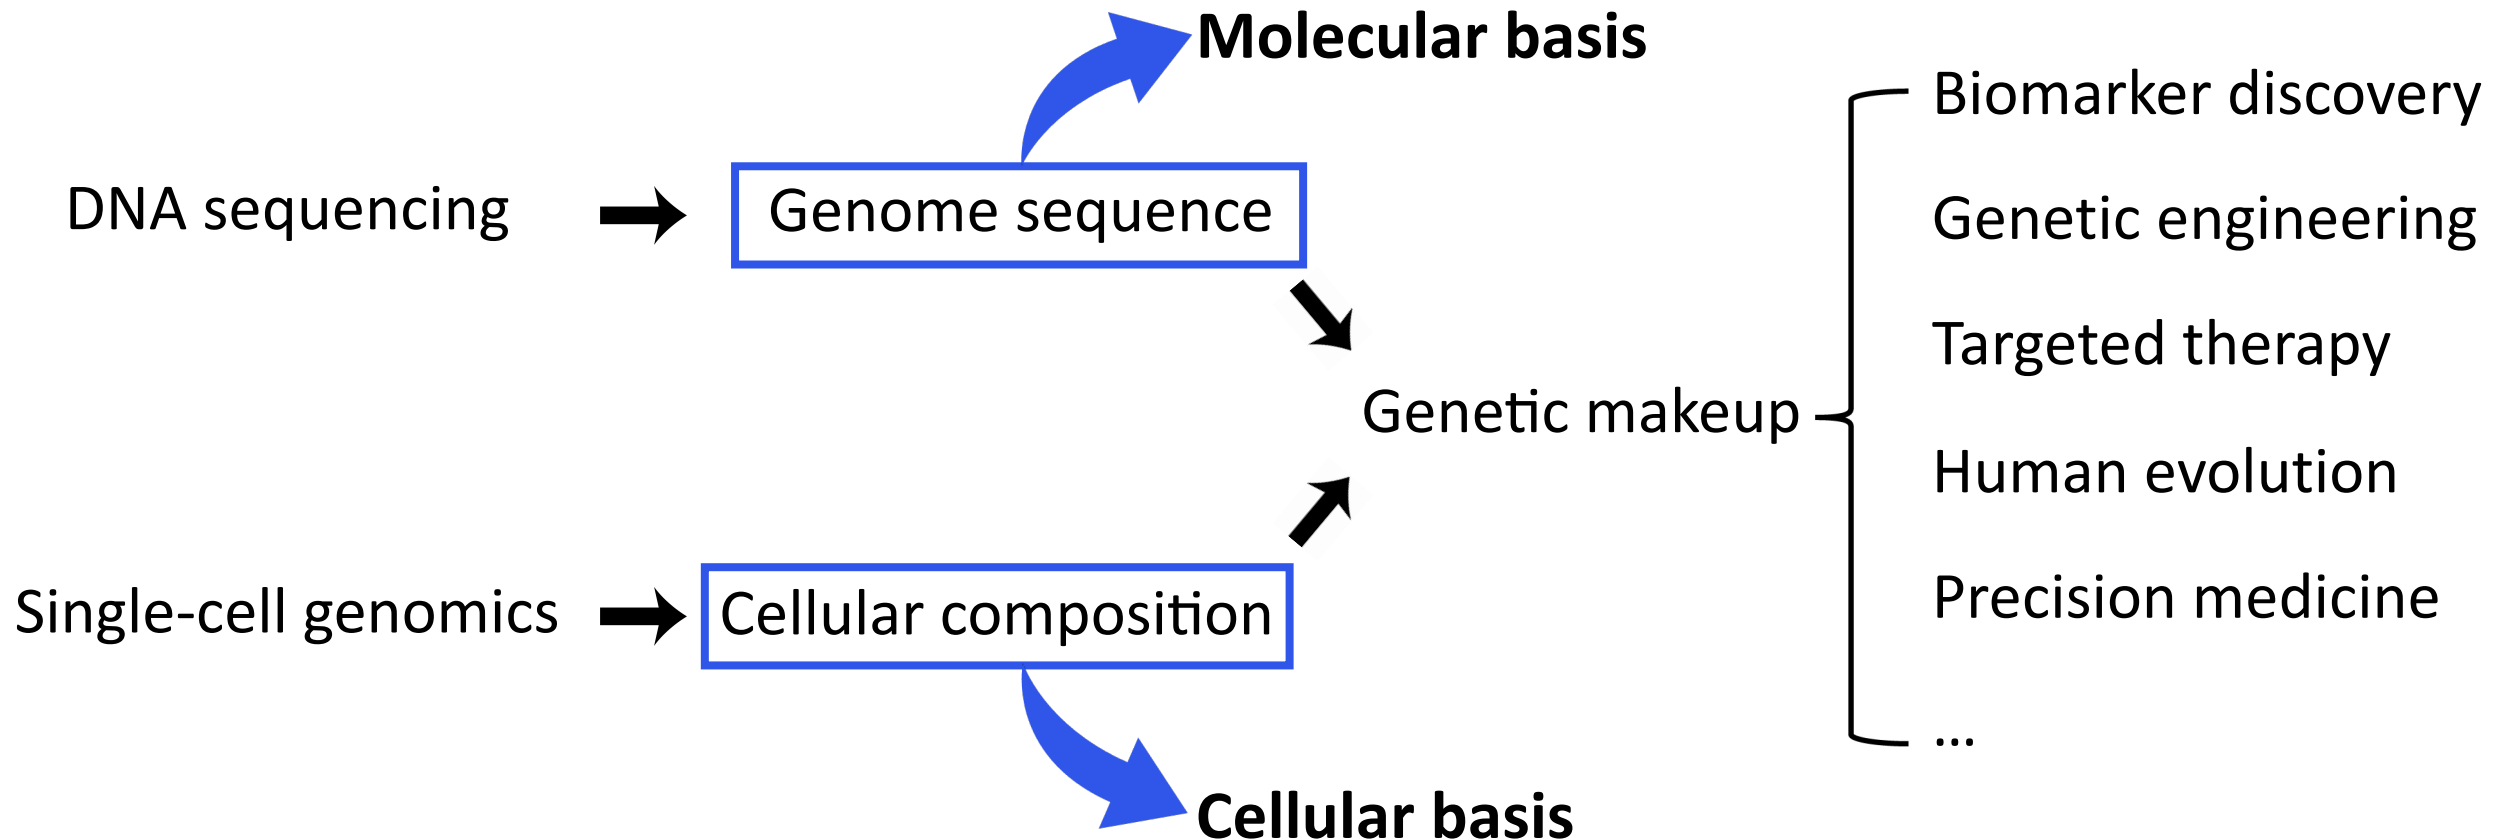 Molecular basis
DNA sequencing
Genome sequence
Single-cell genomics
Cellular composition
Cellular basis
Genetic makeup
Biomarker discovery
Genetic engineering
Targeted therapy
Human evolution
Precision medicine
...